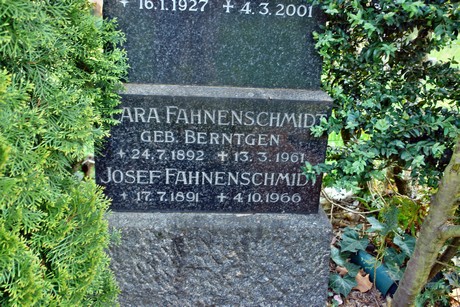 * 16.1.1927 + 4.3.2001
ARA FAHNENSCHMIDT
GEB. BERNTGEN
* 24.7.1892 + 13.3.1961
JOSEF FAHNENSCHMIDT
* 17.7.1891 + 4.10.1966